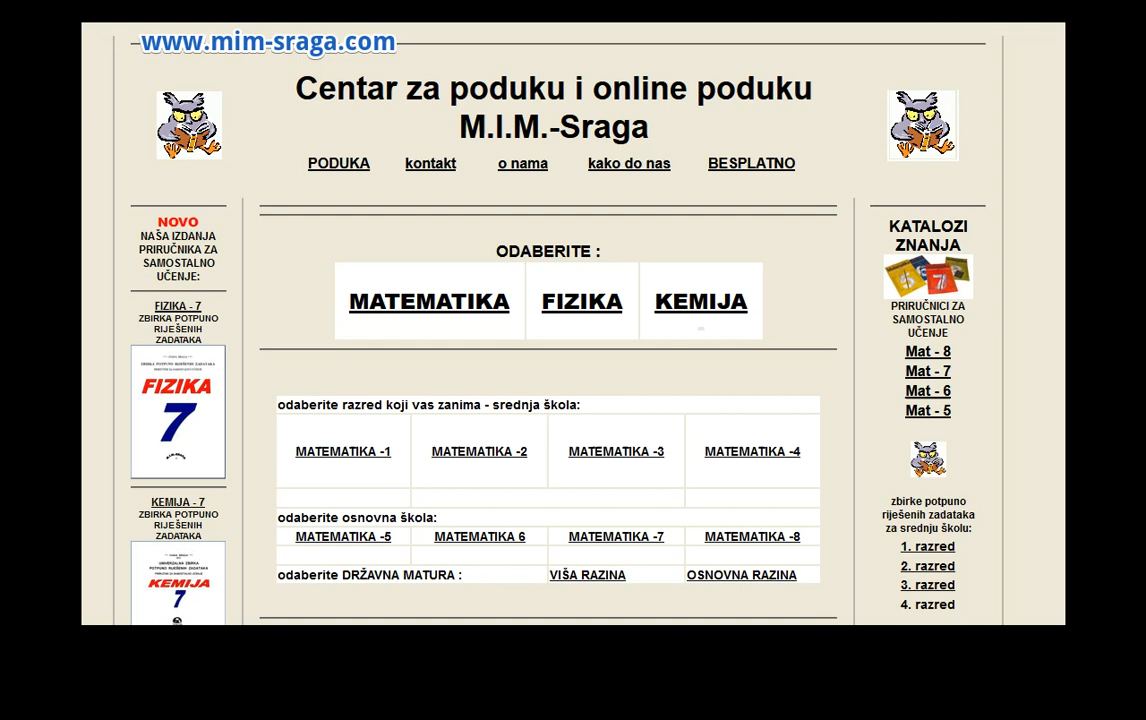 www.mim-sraga.com
Centar za poduku i online poduku
M.I.M.-Sraga
PODUKA kontakt o nama kako do nas BESPLATNO
NOVO
NAŠA IZDANJA
PRIRUČNIKA ZA
SAMOSTALNO
UČENJE:
FIZIKA - 7
ZBIRKA POTPUNO
RIJEŠENIH
ZADATAKA
FIZIKA
7
KEMIJA - 7
ZBIRKA POTPUNO
RIJEŠENIH
ZADATAKA
UNIVERZALNA ZBIRKA
POTPUNO RIJEŠENIH ZADATAKA
KEMIJA
7
ODABERITE :
MATEMATIKA FIZIKA KEMIJA
odaberite razred koji vas zanima - srednja škola:
MATEMATIKA -1 MATEMATIKA -2 MATEMATIKA -3 MATEMATIKA -4
odaberite osnovna škola:
MATEMATIKA -5 MATEMATIKA 6 MATEMATIKA -7 MATEMATIKA -8
odaberite DRŽAVNA MATURA : VIŠA RAZINA OSNOVNA RAZINA
KATALOZI
ZNANJA
PRIRUČNICI ZA
SAMOSTALNO
UČENJE
Mat - 8
Mat - 7
Mat - 6
Mat - 5
zbirke potpuno
riješenih zadataka
za srednju školu:
1. razred
2. razred
3. razred
4. razred